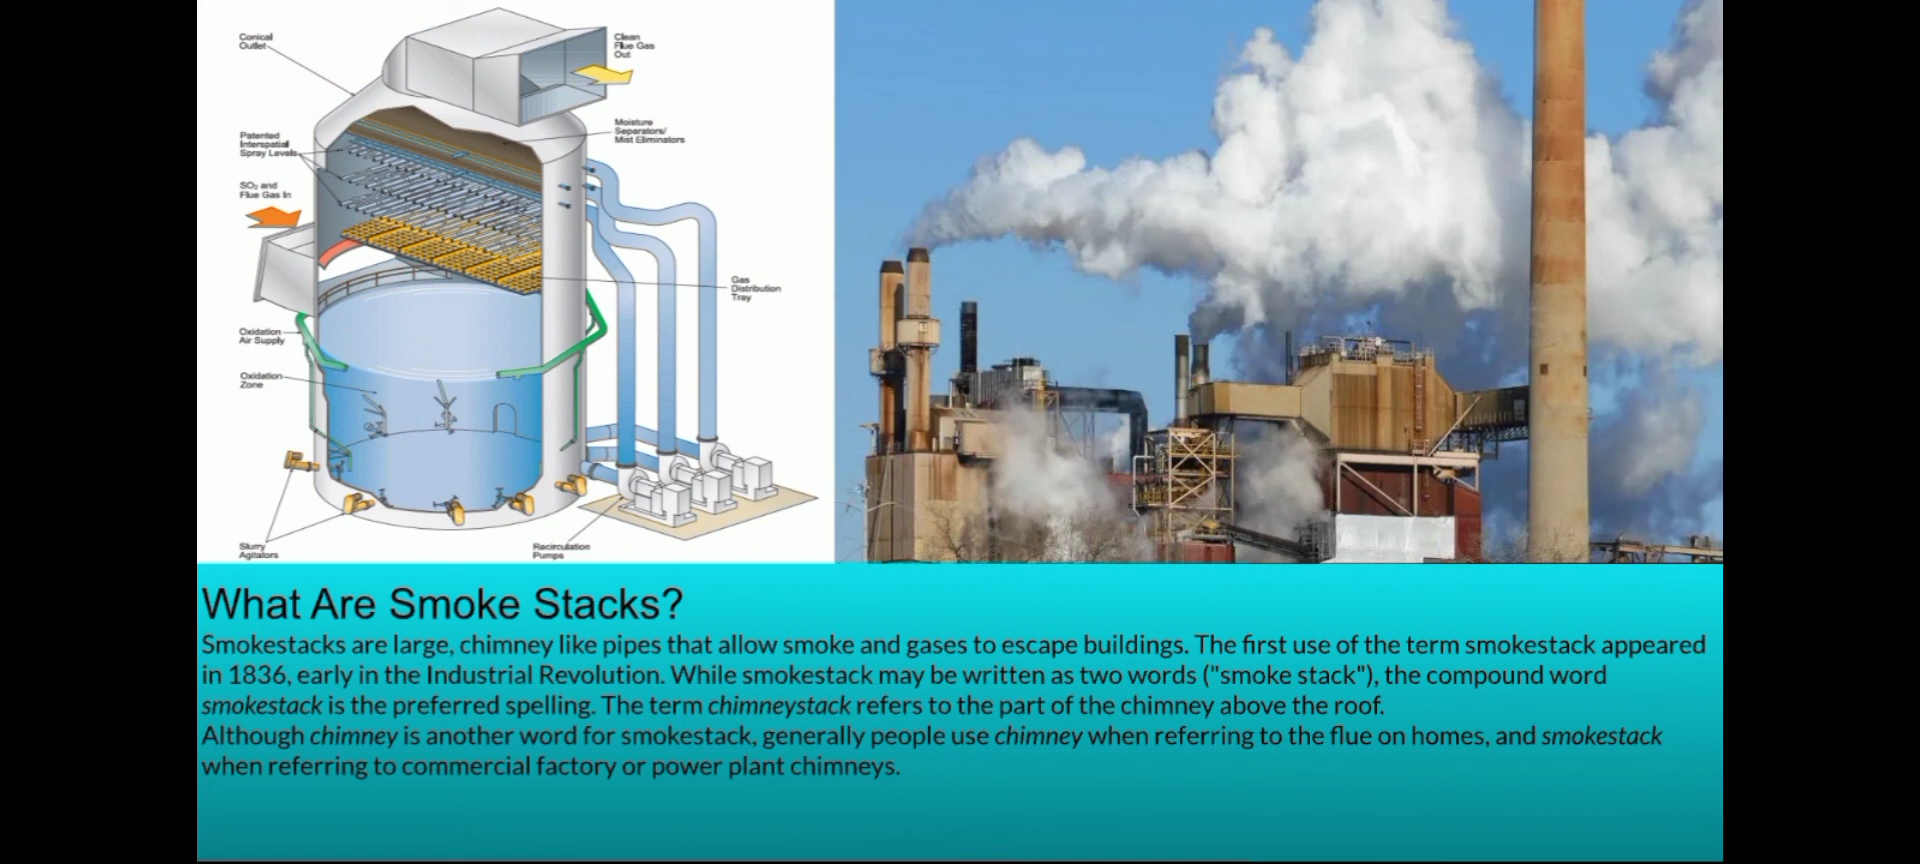 Conical
Outlet
Clean
Flue Gas
Out
Patented
Interspatial
Spray Levels
Moisture
Separators/
Mist Eliminators
SO₂ and
Flue Gas In
Gas
Distribution
Tray
Oxidation
Air Supply
Oxidation
Zone
Slurry
Agitators
Recirculation
Pumps
What Are Smoke Stacks?
Smokestacks are large, chimney like pipes that allow smoke and gases to escape buildings. The first use of the term smokestack appeared
in 1836, early in the Industrial Revolution. While smokestack may be written as two words ("smoke stack"), the compound word
smokestack is the preferred spelling. The term chimneystack refers to the part of the chimney above the roof.
Although chimney is another word for smokestack, generally people use chimney when referring to the flue on homes, and smokestack
when referring to commercial factory or power plant chimneys.